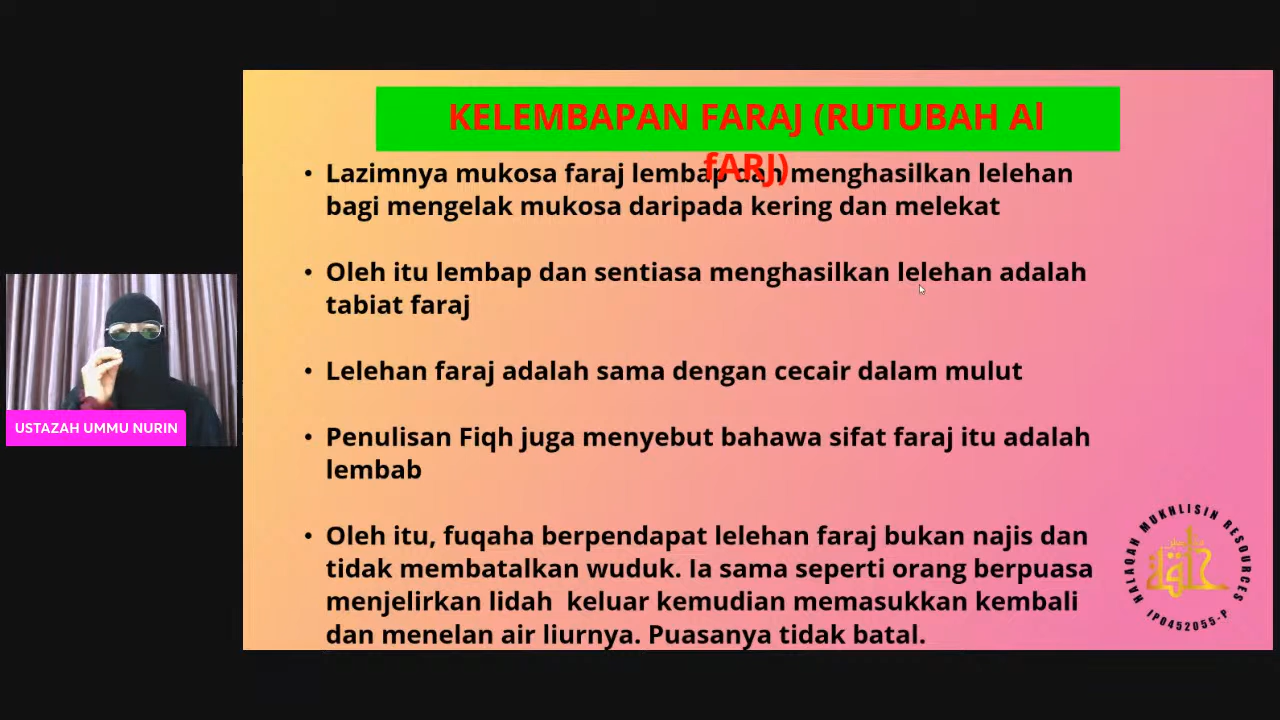 KELEMBAPAN FARAJ (RUTUBAH Al
fARJ)
• Lazimnya mukosa faraj lembap dan menghasilkan lelehan
bagi mengelak mukosa daripada kering dan melekat
• Oleh itu lembap dan sentiasa menghasilkan lelehan adalah
tabiat faraj
• Lelehan faraj adalah sama dengan cecair dalam mulut
• Penulisan Fiqh juga menyebut bahawa sifat faraj itu adalah
lembab
• Oleh itu, fuqaha berpendapat lelehan faraj bukan najis dan
tidak membatalkan wuduk. Ia sama seperti orang berpuasa
menjelirkan lidah  keluar kemudian memasukkan kembali
dan menelan air liurnya. Puasanya tidak batal.
USTAZAH UMMU NURIN
HALAQAH MUKHLISIN RESOURCES
IP0452055-P